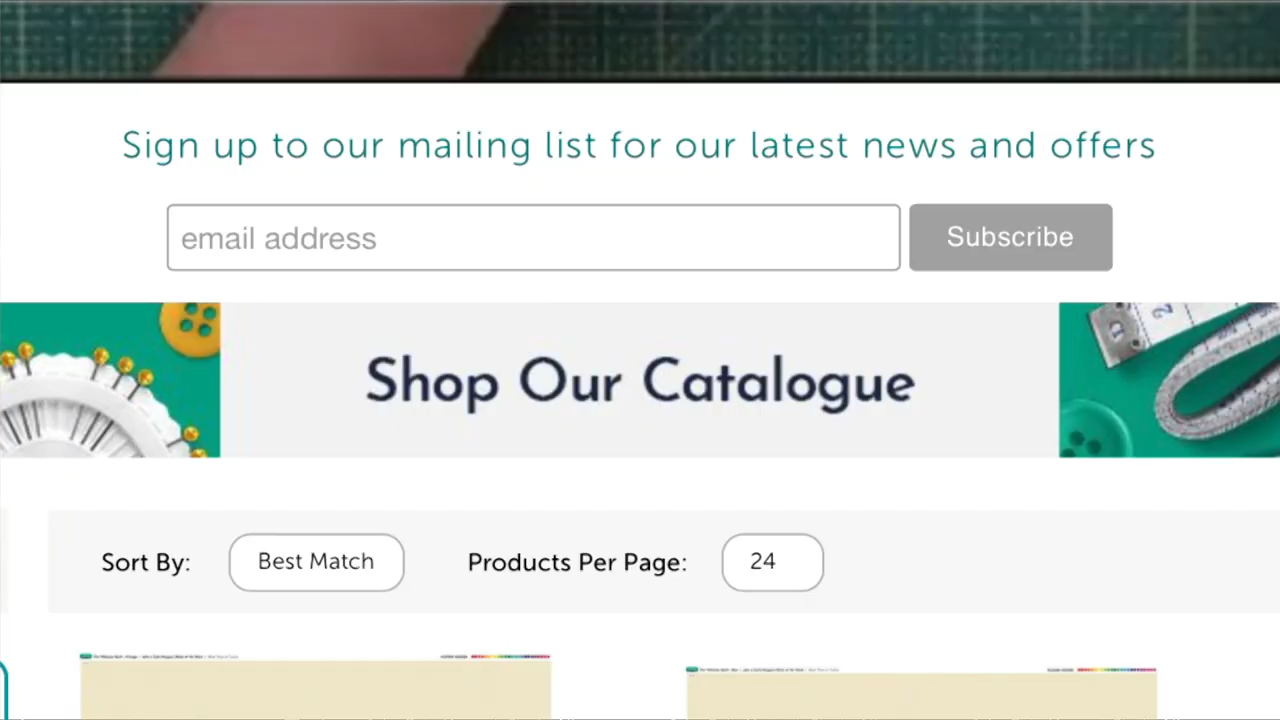 Sign up to our mailing list for our latest news and offers
email address
Subscribe
Shop Our Catalogue
Sort By:
Best Match
Products Per Page:
24